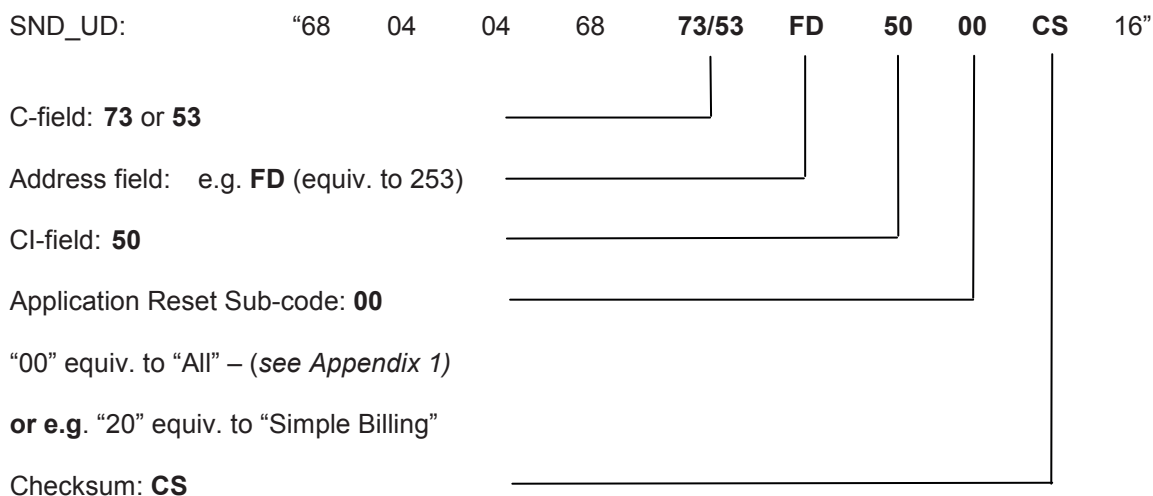 SND_UD: “68 04 04 68 73/53 FD 50 00 CS 16”
C-field: 73 or 53
Address field: e.g. FD (equiv. to 253)
CI-field: 50
Application Reset Sub-code: 00
“00” equiv. to “All” – (see Appendix 1)
or e.g. “20” equiv. to “Simple Billing”
Checksum: CS